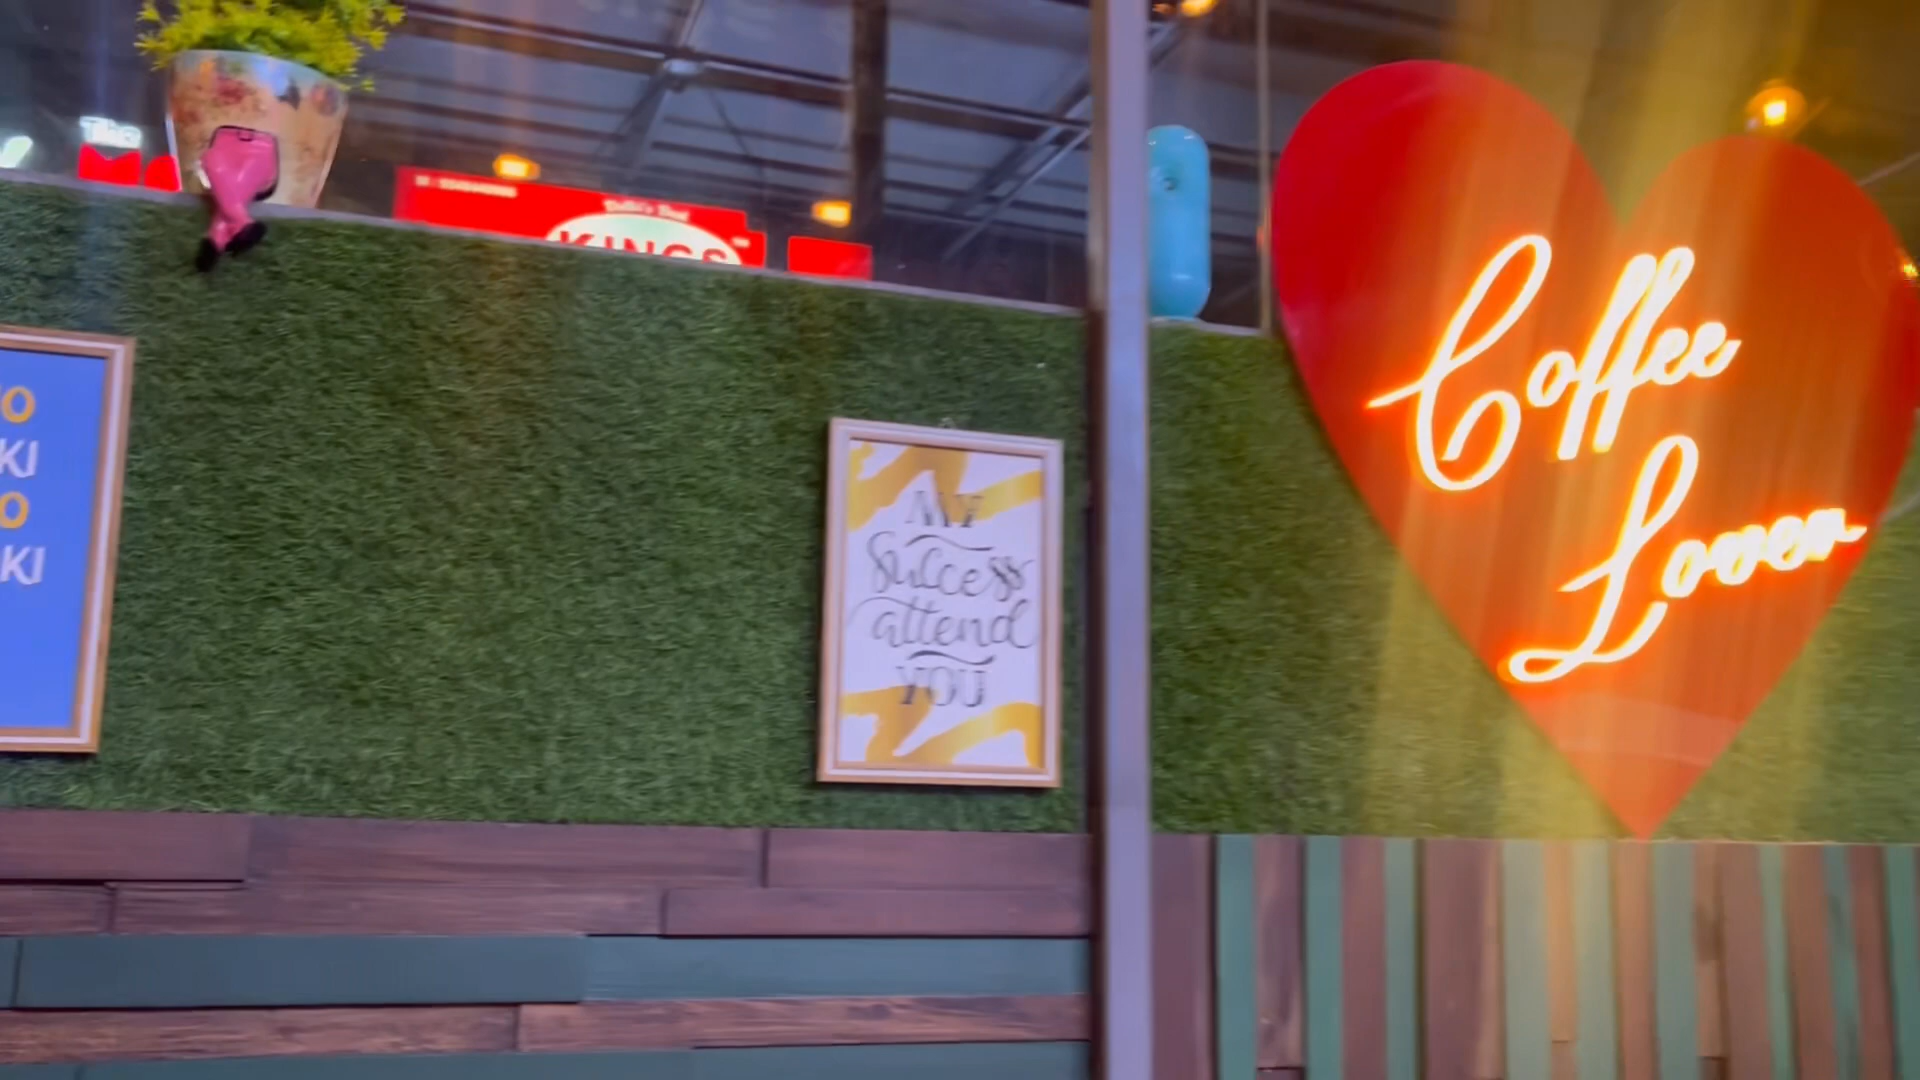 KINGS
O
KI
O
KI
MY
Success
attend
YOU
Coffee
Lover